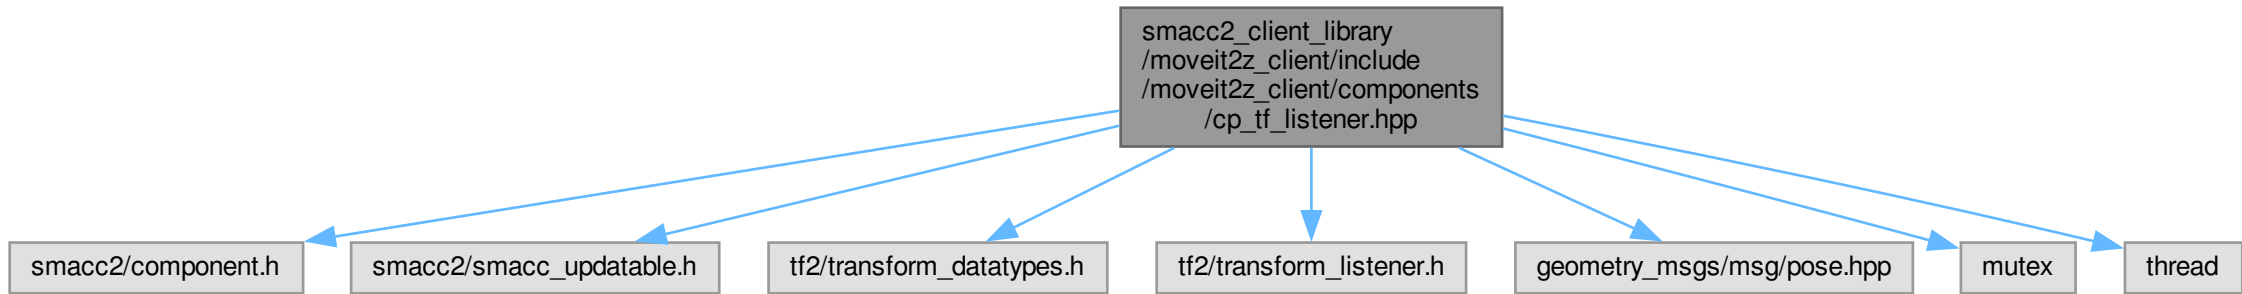 smacc2_client_library
/moveit2z_client/include
/moveit2z_client/components
/cp_tf_listener.hpp
smacc2/component.h
smacc2/smacc_updatable.h
tf2/transform_datatypes.h
tf2/transform_listener.h
geometry_msgs/msg/pose.hpp
mutex
thread